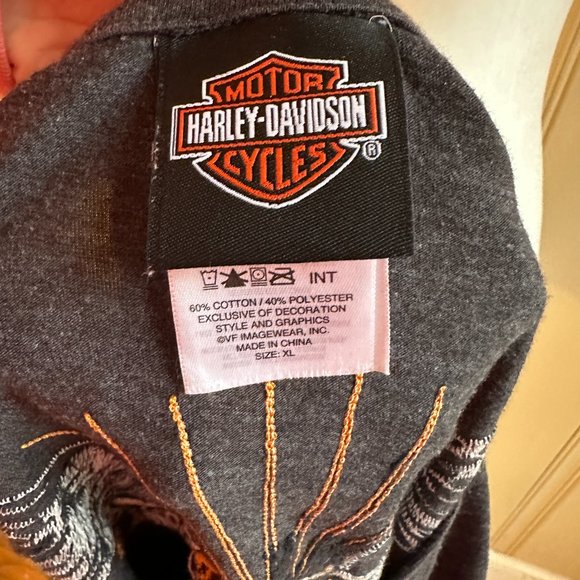 MOTOR
HARLEY-DAVIDSON
CYCLES
®
INT
60% COTTON / 40% POLYESTER
EXCLUSIVE OF DECORATION
STYLE AND GRAPHICS
©VF IMAGEWEAR, INC.
MADE IN CHINA
SIZE: XL